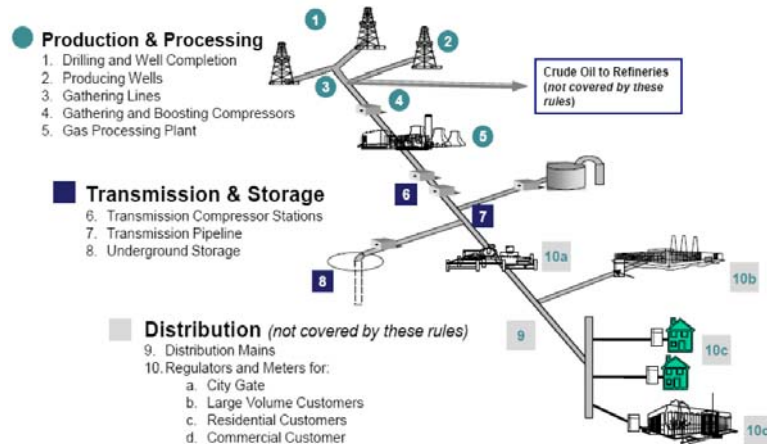 1
Production & Processing
1. Drilling and Well Completion
2. Producing Wells
3. Gathering Lines
4. Gathering and Boosting Compressors
5. Gas Processing Plant
2
3
4
5
Crude Oil to Refineries
(not covered by these
rules)
Transmission & Storage
6. Transmission Compressor Stations
7. Transmission Pipeline
8. Underground Storage
6
7
8
10a
10b
Distribution (not covered by these rules)
9. Distribution Mains
10. Regulators and Meters for:
a. City Gate
b. Large Volume Customers
c. Residential Customers
d. Commercial Customer
9
10c
10d